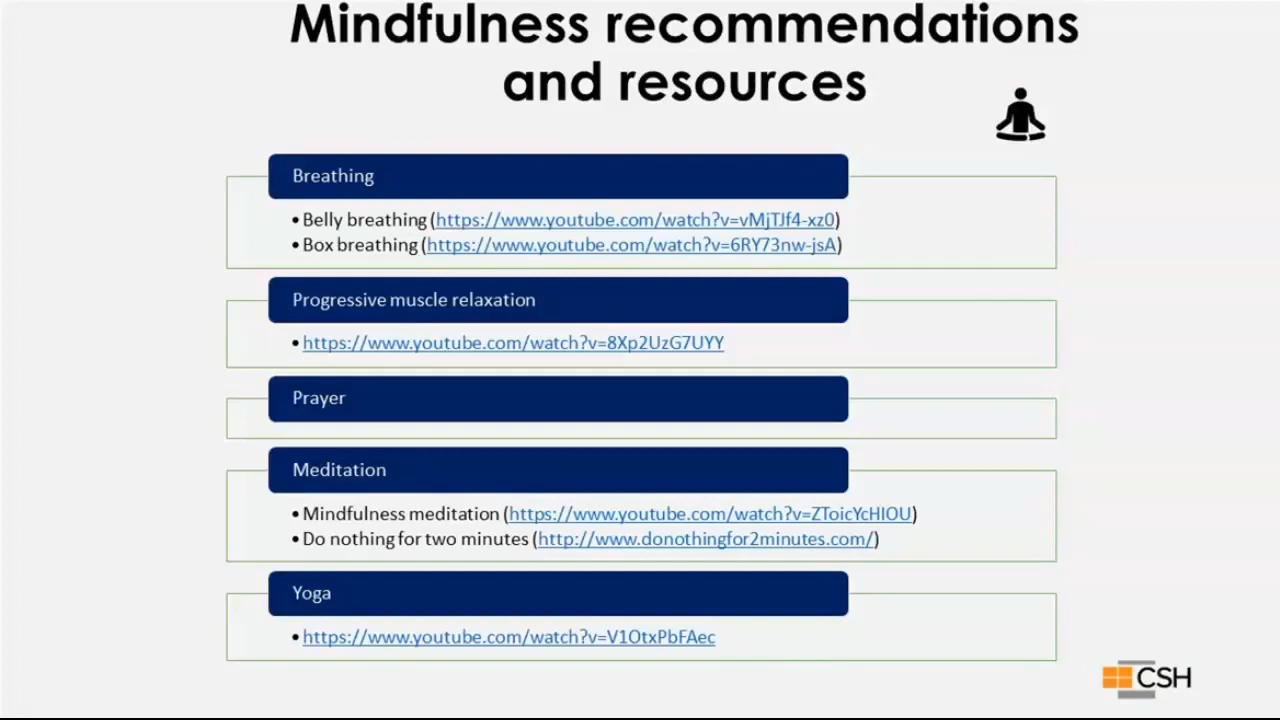 Mindfulness recommendations
and resources
Breathing
• Belly breathing (https://www.youtube.com/watch?v=vMjTJf4-xz0)
• Box breathing (https://www.youtube.com/watch?v=6RY73nw-jsA)
Progressive muscle relaxation
• https://www.youtube.com/watch?v=8Xp2UzG7UYY
Prayer
Meditation
• Mindfulness meditation (https://www.youtube.com/watch?v=ZToicYcHIOU)
• Do nothing for two minutes (http://www.donothingfor2minutes.com/)
Yoga
• https://www.youtube.com/watch?v=V1OtxPbFAec
CSH